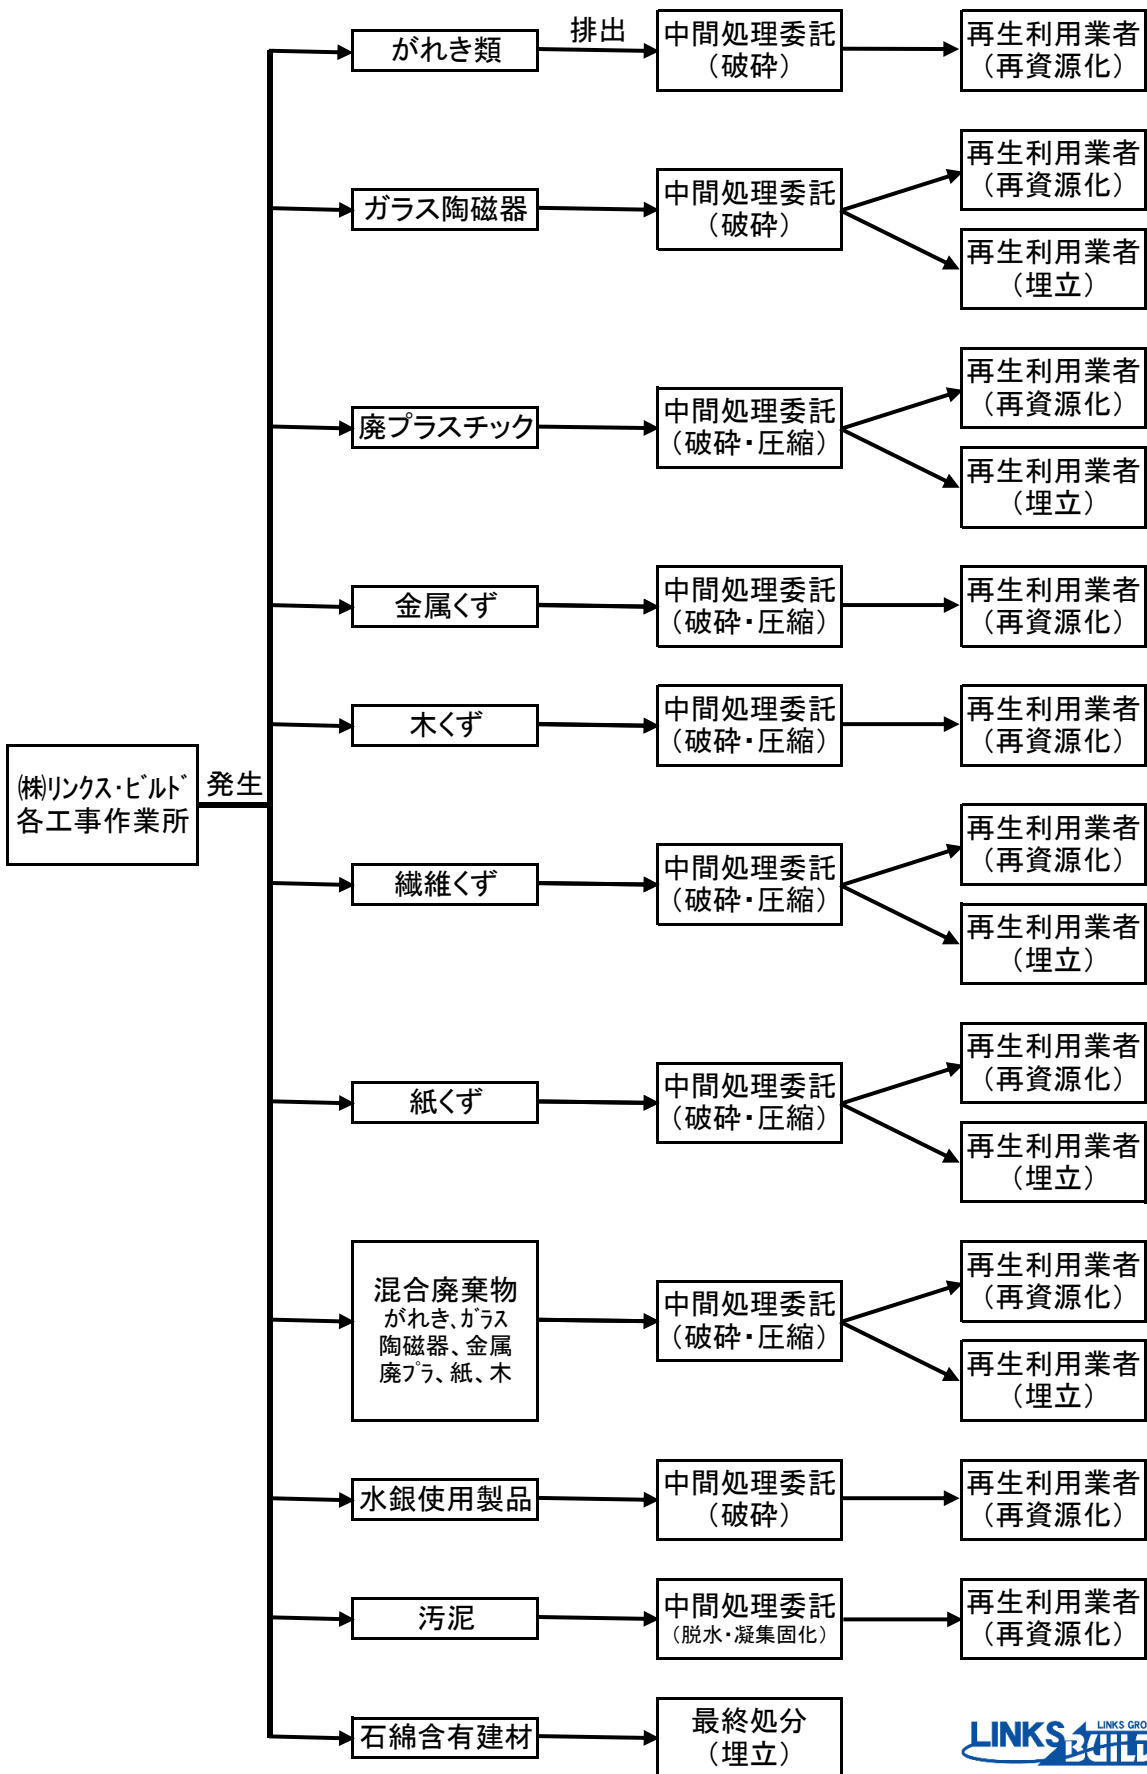 がれき類
排出
中間処理委託
（破砕）
再生利用業者
（再資源化）
ガラス陶磁器
中間処理委託
（破砕）
再生利用業者
（再資源化）
再生利用業者
（埋立）
廃プラスチック
中間処理委託
（破砕・圧縮）
再生利用業者
（再資源化）
再生利用業者
（埋立）
金属くず
中間処理委託
（破砕・圧縮）
再生利用業者
（再資源化）
木くず
中間処理委託
（破砕・圧縮）
再生利用業者
（再資源化）
㈱リンクス・ビルド
各工事作業所
発生
繊維くず
中間処理委託
（破砕・圧縮）
再生利用業者
（再資源化）
再生利用業者
（埋立）
紙くず
中間処理委託
（破砕・圧縮）
再生利用業者
（再資源化）
再生利用業者
（埋立）
混合廃棄物
がれき､ｶﾞﾗｽ
陶磁器、金属
廃ﾌﾟﾗ、紙、木
中間処理委託
（破砕・圧縮）
再生利用業者
（再資源化）
再生利用業者
（埋立）
水銀使用製品
中間処理委託
（破砕）
再生利用業者
（再資源化）
汚泥
中間処理委託
（脱水・凝集固化）
再生利用業者
（再資源化）
石綿含有建材
最終処分
（埋立）
LINKS GRO
LINKS
BUILD